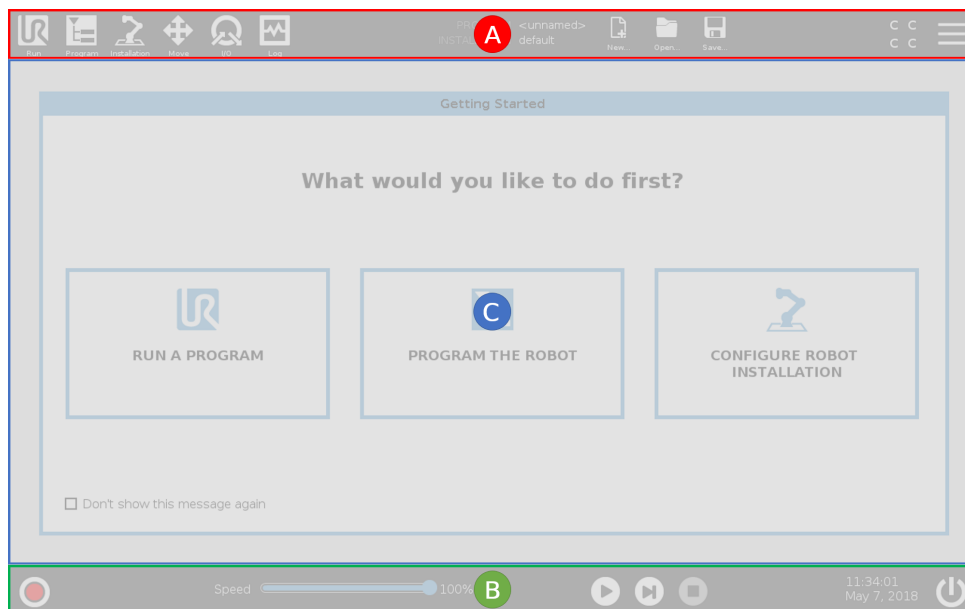 Run Program Installation Move I/O Log
<unnamed>
default
New... Open... Save...
C C
C C
A
Getting Started
What would you like to do first?
C
RUN A PROGRAM
PROGRAM THE ROBOT
CONFIGURE ROBOT
INSTALLATION
Don't show this message again
Speed
100%
B
11:34:01
May 7, 2018